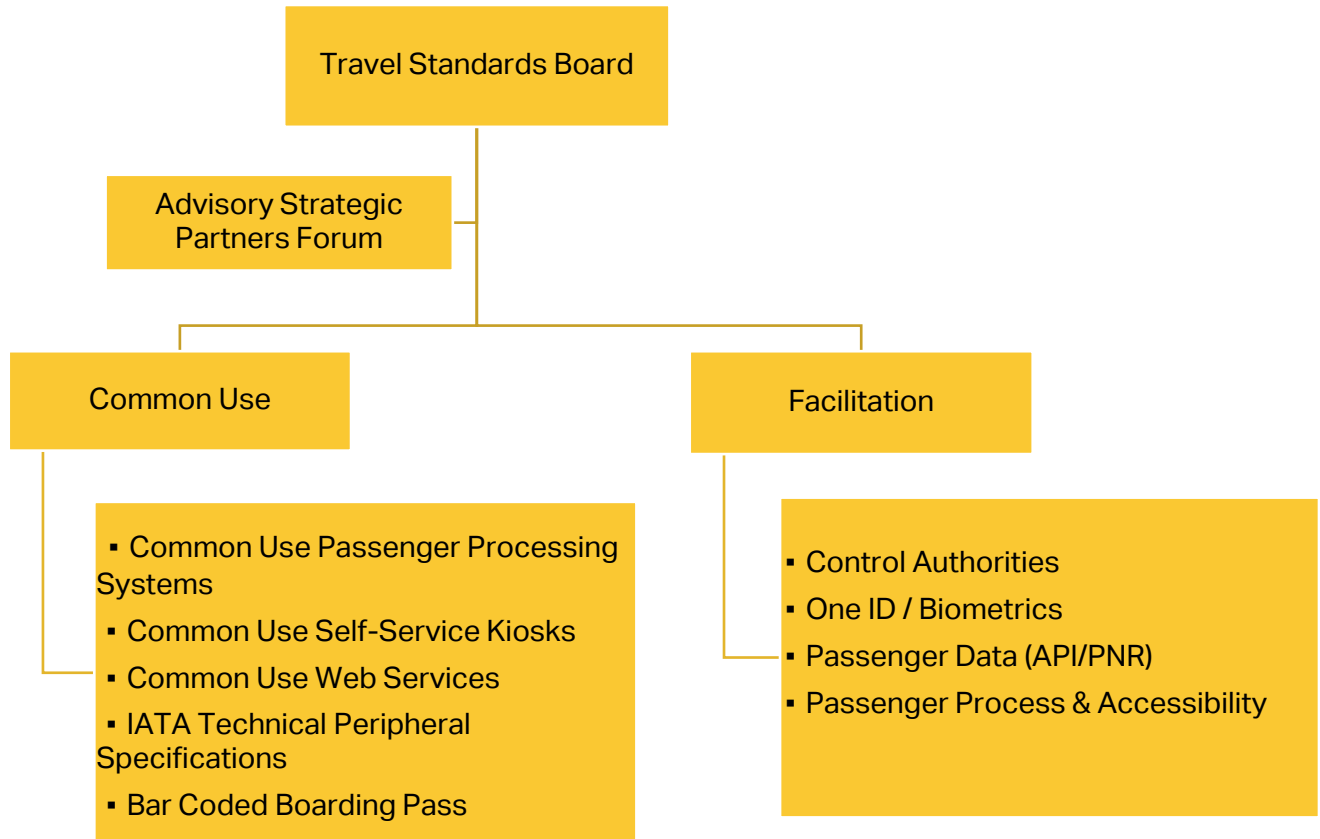 Travel Standards Board
Advisory Strategic
Partners Forum
Common Use
Facilitation
▪ Common Use Passenger Processing
Systems
▪ Common Use Self-Service Kiosks
▪ Common Use Web Services
▪ IATA Technical Peripheral
Specifications
▪ Bar Coded Boarding Pass
▪ Control Authorities
▪ One ID / Biometrics
▪ Passenger Data (API/PNR)
▪ Passenger Process & Accessibility